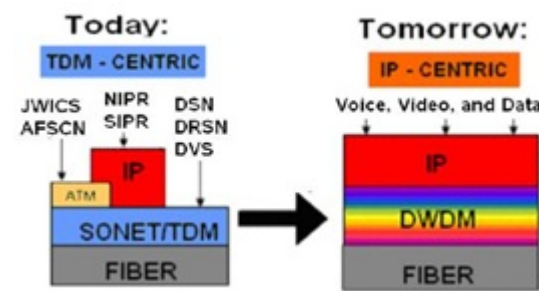 Today:
TDM - CENTRIC
JWICS
AFSCN
NIPR
SIPR
DSN
DRSN
DVS
IP
ATM
SONET/TDM
FIBER
Tomorrow:
IP - CENTRIC
Voice, Video, and Data
IP
DWDM
FIBER